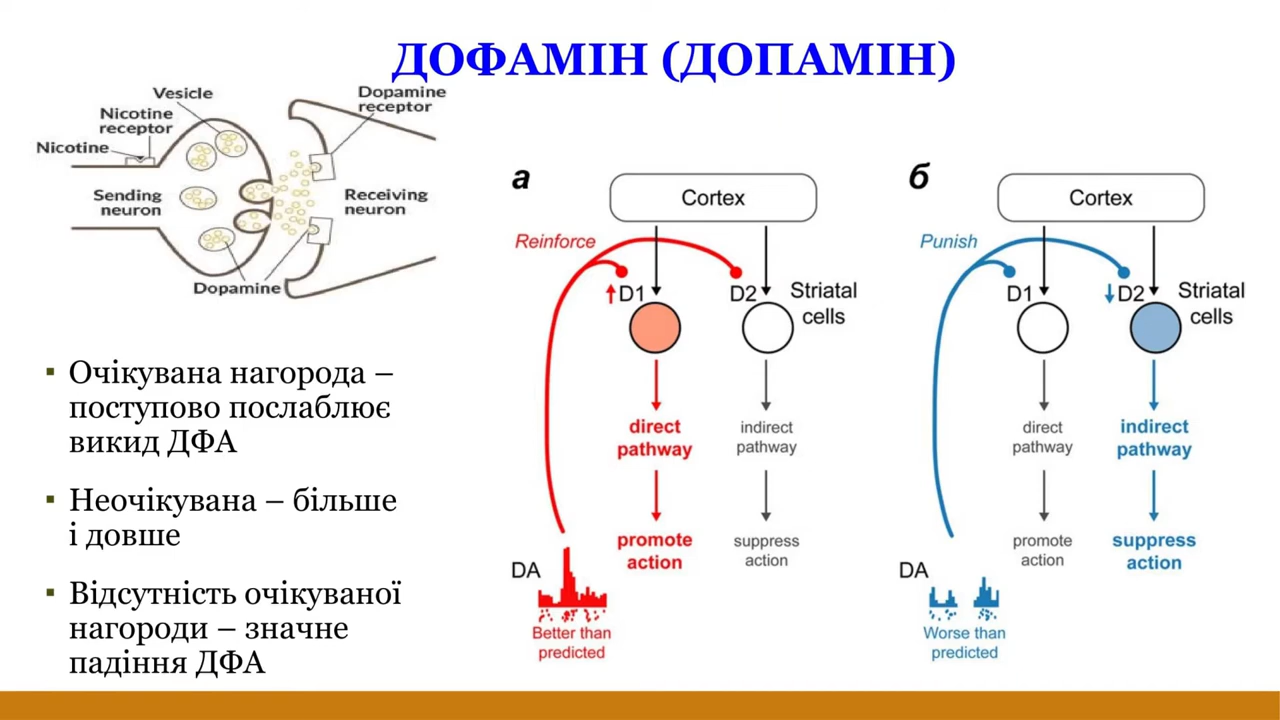 ДОФАМІН (ДОПАМІН)
Vesicle
Nicotine
receptor
Nicotine
Sending
neuron
Dopamine
Dopamine
receptor
Receiving
neuron
Очікувана нагорода –
поступово послаблює
викид ДФА
Неочікувана – більше
і довше
Відсутність очікуваної
нагороди – значне
падіння ДФА
а
Cortex
Reinforce
D1
D2
Striatal
cells
direct
pathway
indirect
pathway
promote
action
suppress
action
DA
Better than
predicted
б
Cortex
Punish
D1
D2
Striatal
cells
direct
pathway
indirect
pathway
promote
action
suppress
action
DA
Worse than
predicted